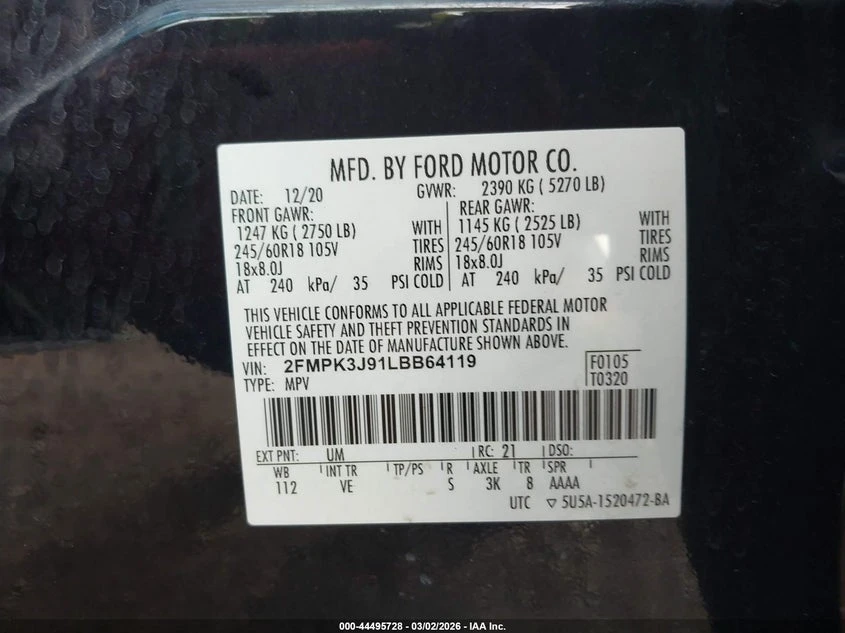 MFD. BY FORD MOTOR CO.
DATE: 12/20 GVWR: 2390 KG ( 5270 LB)
FRONT GAWR: REAR GAWR:
1247 KG ( 2750 LB) WITH 1145 KG ( 2525 LB) WITH
245/60R18 105V TIRES 245/60R18 105V TIRES
18x8.0J RIMS 18x8.0J RIMS
AT 240 kPa/ 35 PSI COLD AT 240 kPa/ 35 PSI COLD
THIS VEHICLE CONFORMS TO ALL APPLICABLE FEDERAL MOTOR
VEHICLE SAFETY AND THEFT PREVENTION STANDARDS IN
EFFECT ON THE DATE OF MANUFACTURE SHOWN ABOVE.
VIN: 2FMPK3J91LBB64119 F0105
TYPE: MPV T0320
EXT PNT: UM RC: 21 DSO:
WB INT TR TP/PS R AXLE TR SPR
112 VE S 3K 8 AAAA
UTC ▽ 5U5A-1520472-BA
000-44495728 - 03/02/2026 - IAA Inc.